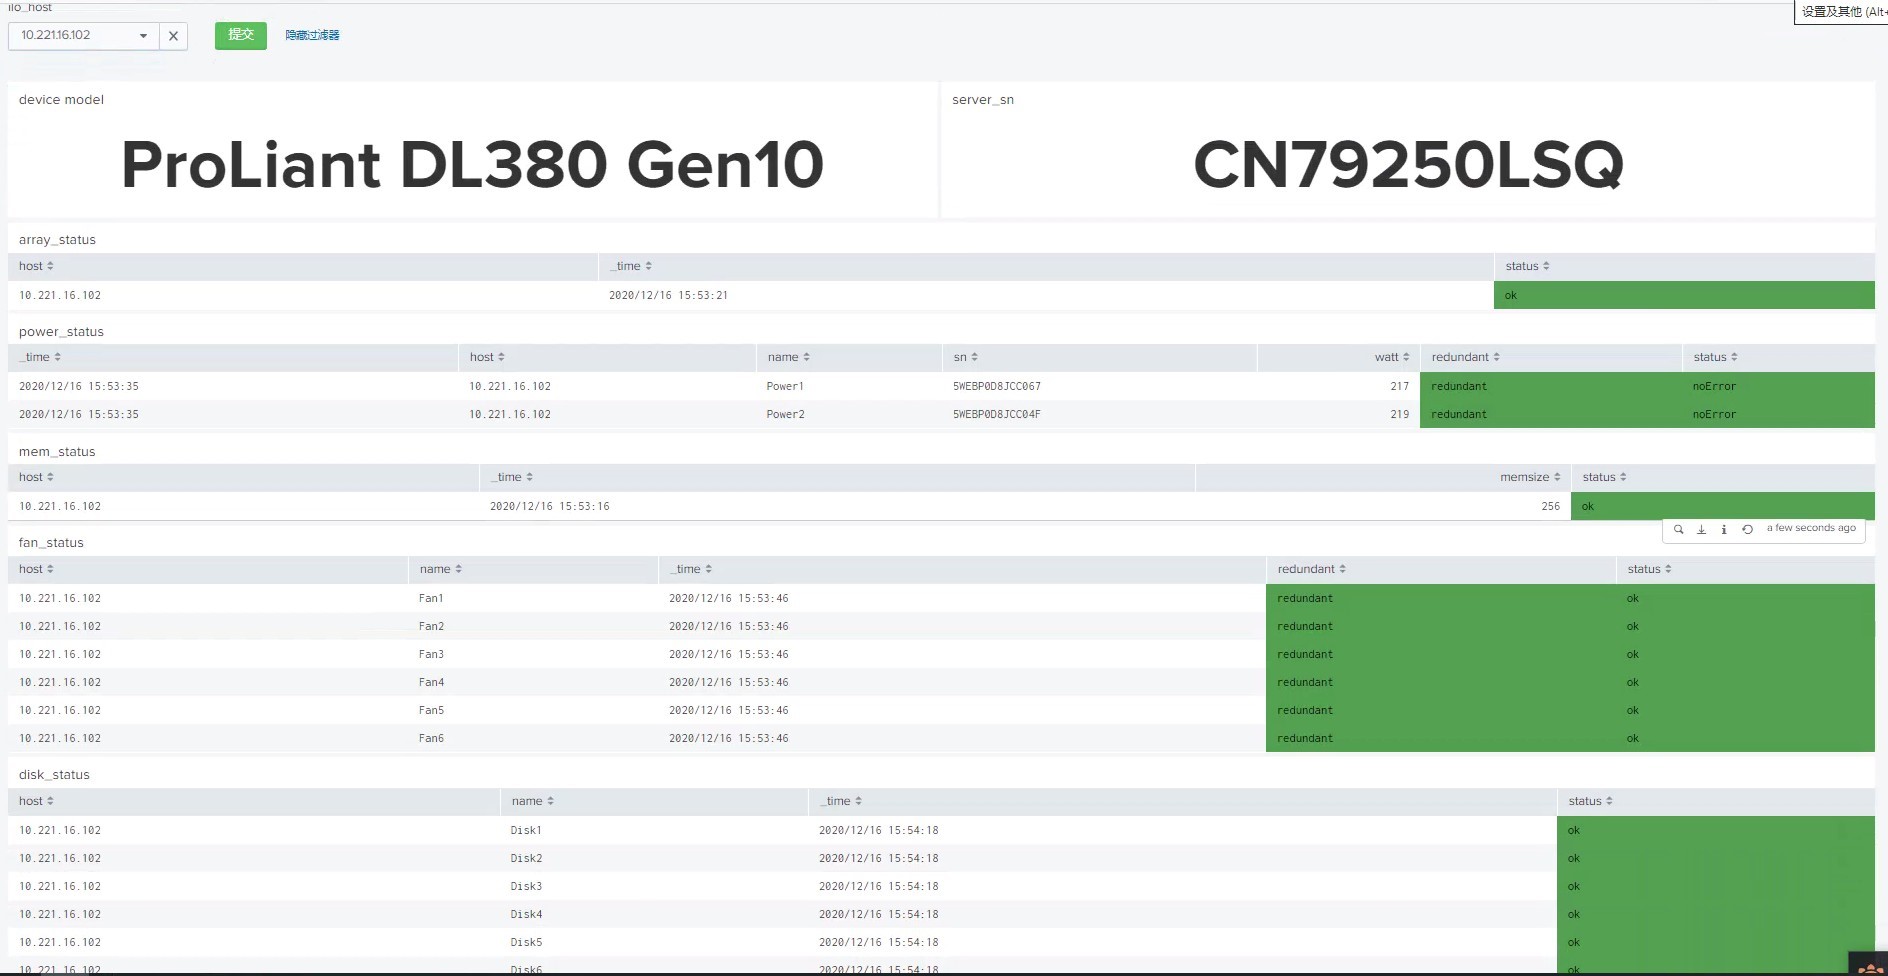 ilo_host
设置及其他 (Alt+
10.221.16.102
提交 隐藏过滤器
device model
server_sn
ProLiant DL380 Gen10
CN79250LSQ
array_status
host _time status
10.221.16.102 2020/12/16 15:53:21 ok
power_status
_time host name sn watt redundant status
2020/12/16 15:53:35 10.221.16.102 Power1 5WEBP0D8JCC067 217 redundant noError
2020/12/16 15:53:35 10.221.16.102 Power2 5WEBP0D8JCC04F 219 redundant noError
mem_status
host _time memsize status
10.221.16.102 2020/12/16 15:53:16 256 ok
a few seconds ago
fan_status
host name _time redundant status
10.221.16.102 Fan1 2020/12/16 15:53:46 redundant ok
10.221.16.102 Fan2 2020/12/16 15:53:46 redundant ok
10.221.16.102 Fan3 2020/12/16 15:53:46 redundant ok
10.221.16.102 Fan4 2020/12/16 15:53:46 redundant ok
10.221.16.102 Fan5 2020/12/16 15:53:46 redundant ok
10.221.16.102 Fan6 2020/12/16 15:53:46 redundant ok
disk_status
host name _time status
10.221.16.102 Disk1 2020/12/16 15:54:18 ok
10.221.16.102 Disk2 2020/12/16 15:54:18 ok
10.221.16.102 Disk3 2020/12/16 15:54:18 ok
10.221.16.102 Disk4 2020/12/16 15:54:18 ok
10.221.16.102 Disk5 2020/12/16 15:54:18 ok
10.221.16.102 Disk6 2020/12/16 15:54:18 ok